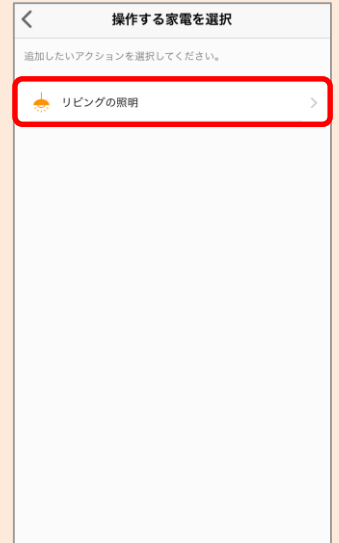 操作する家電を選択
追加したいアクションを選択してください。
リビングの照明